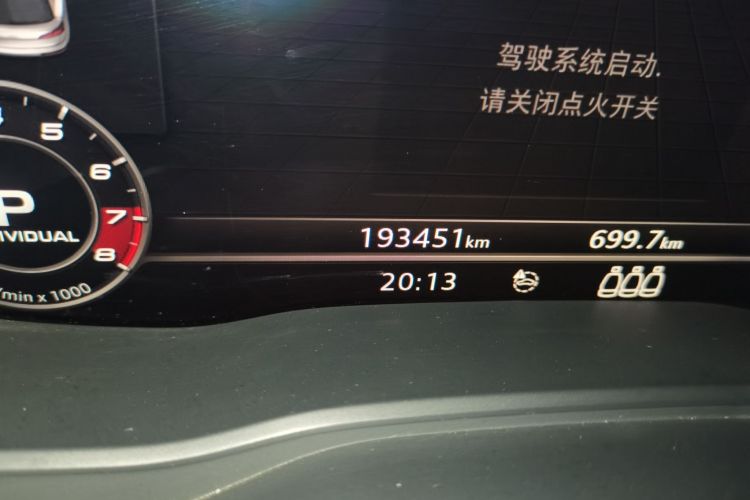 驾驶系统启动.
请关闭点火开关
5
6
7
8
P
IVIDUAL
/min x 1000
193451km
699.7km
20:13